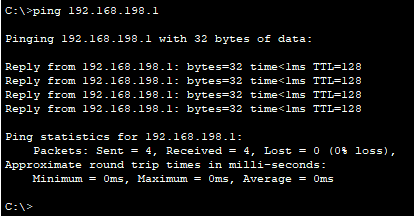 C:\>ping 192.168.198.1
Pinging 192.168.198.1 with 32 bytes of data:
Reply from 192.168.198.1: bytes=32 time<1ms TTL=128
Reply from 192.168.198.1: bytes=32 time<1ms TTL=128
Reply from 192.168.198.1: bytes=32 time<1ms TTL=128
Reply from 192.168.198.1: bytes=32 time<1ms TTL=128
Ping statistics for 192.168.198.1:
    Packets: Sent = 4, Received = 4, Lost = 0 (0% loss),
Approximate round trip times in milli-seconds:
    Minimum = 0ms, Maximum = 0ms, Average = 0ms
C:\>